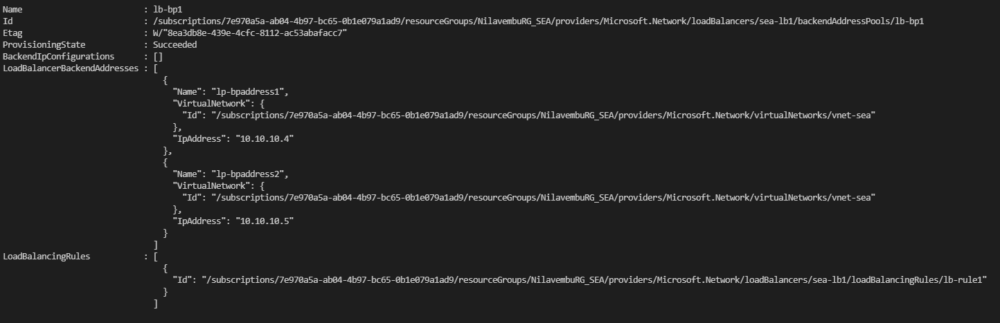 Name                         : lb-bp1
Id                           : /subscriptions/7e970a5a-ab04-4b97-bc65-0b1e079a1ad9/resourceGroups/NilavembuRG_SEA/providers/Microsoft.Network/loadBalancers/sea-lb1/backendAddressPools/lb-bp1
Etag                         : W/"8ea3db8e-439e-4cfc-8112-ac53abafacc7"
ProvisioningState            : Succeeded
BackendIpConfigurations      : []
LoadBalancerBackendAddresses : [
                                 {
                                   "Name": "lp-bpaddress1",
                                   "VirtualNetwork": {
                                     "Id": "/subscriptions/7e970a5a-ab04-4b97-bc65-0b1e079a1ad9/resourceGroups/NilavembuRG_SEA/providers/Microsoft.Network/virtualNetworks/vnet-sea"
                                   },
                                   "IpAddress": "10.10.10.4"
                                 },
                                 {
                                   "Name": "lp-bpaddress2",
                                   "VirtualNetwork": {
                                     "Id": "/subscriptions/7e970a5a-ab04-4b97-bc65-0b1e079a1ad9/resourceGroups/NilavembuRG_SEA/providers/Microsoft.Network/virtualNetworks/vnet-sea"
                                   },
                                   "IpAddress": "10.10.10.5"
                                 }
                               ]
LoadBalancingRules           : [
                                 {
                                   "Id": "/subscriptions/7e970a5a-ab04-4b97-bc65-0b1e079a1ad9/resourceGroups/NilavembuRG_SEA/providers/Microsoft.Network/loadBalancers/sea-lb1/loadBalancingRules/lb-rule1"
                                 }
                               ]